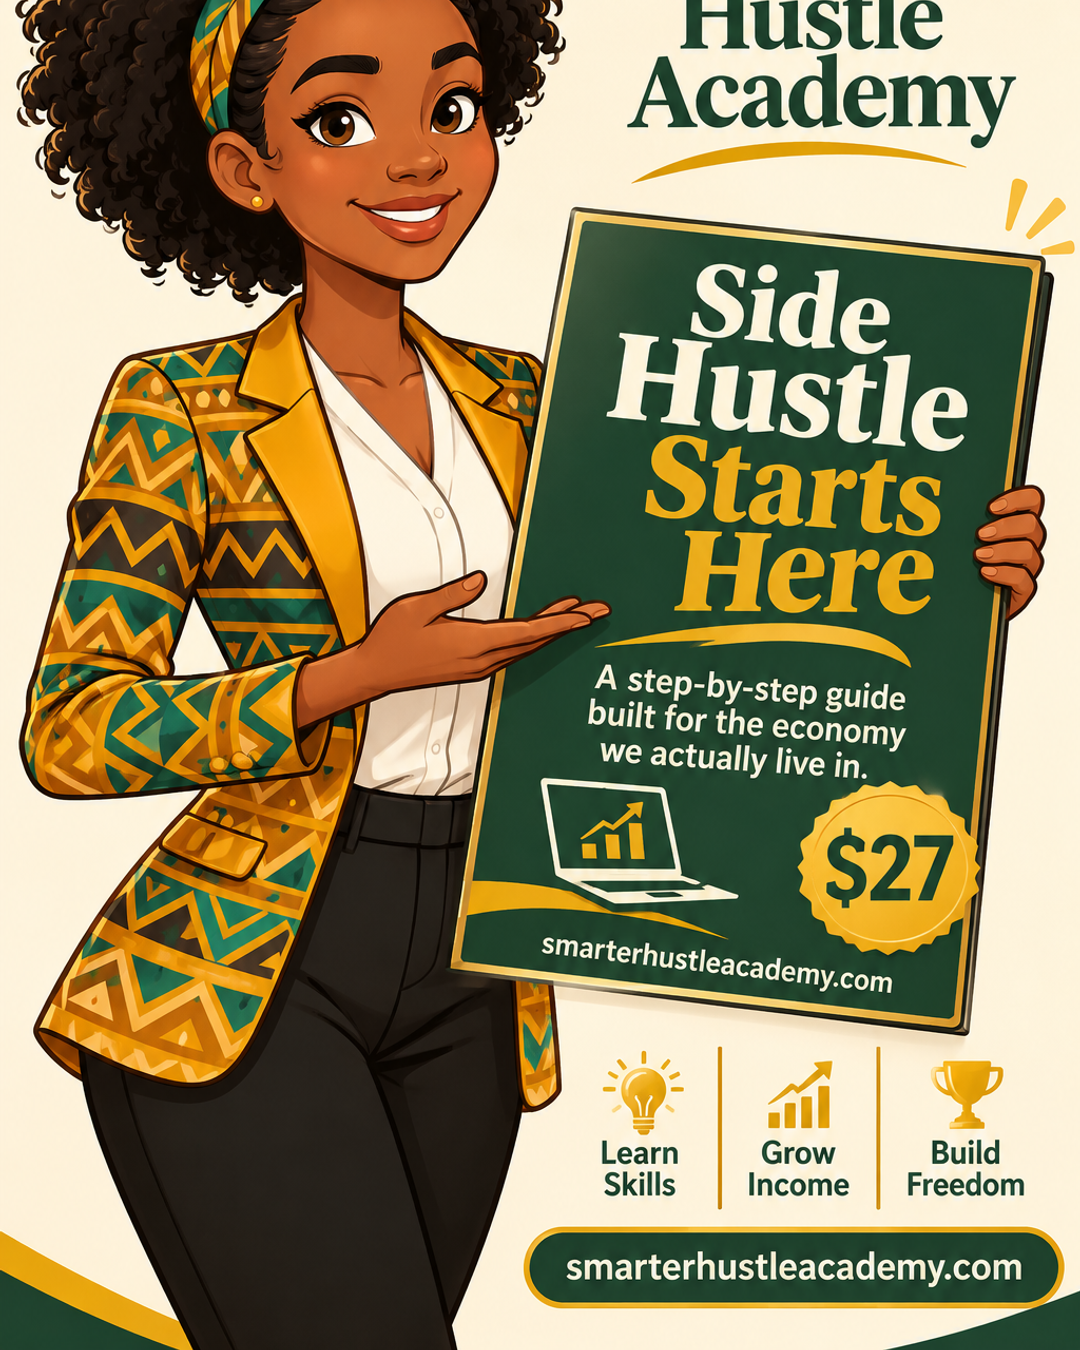 Hustle
Academy
Side
Hustle
Starts
Here
A step-by-step guide
built for the economy
we actually live in.
$27
smarterhustleacademy.com
Learn
Skills
Grow
Income
Build
Freedom
smarterhustleacademy.com